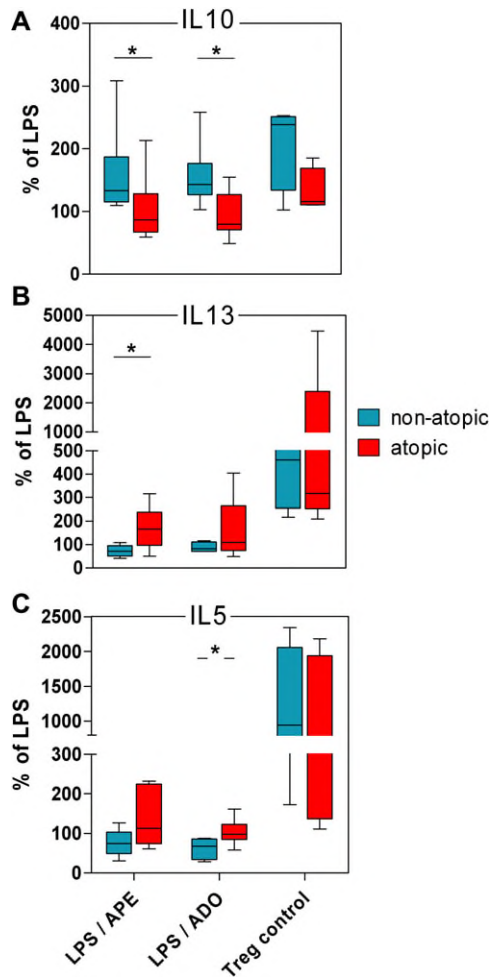 A
IL10
400
300
200
100
0
% of LPS
*
*
B
IL13
5000
4000
3000
2000
1000
500
400
300
200
100
0
% of LPS
*
non-atopic
atopic
C
IL5
2500
2000
1500
1000
300
200
100
0
% of LPS
*
LPS / APE
LPS / ADO
Treg control